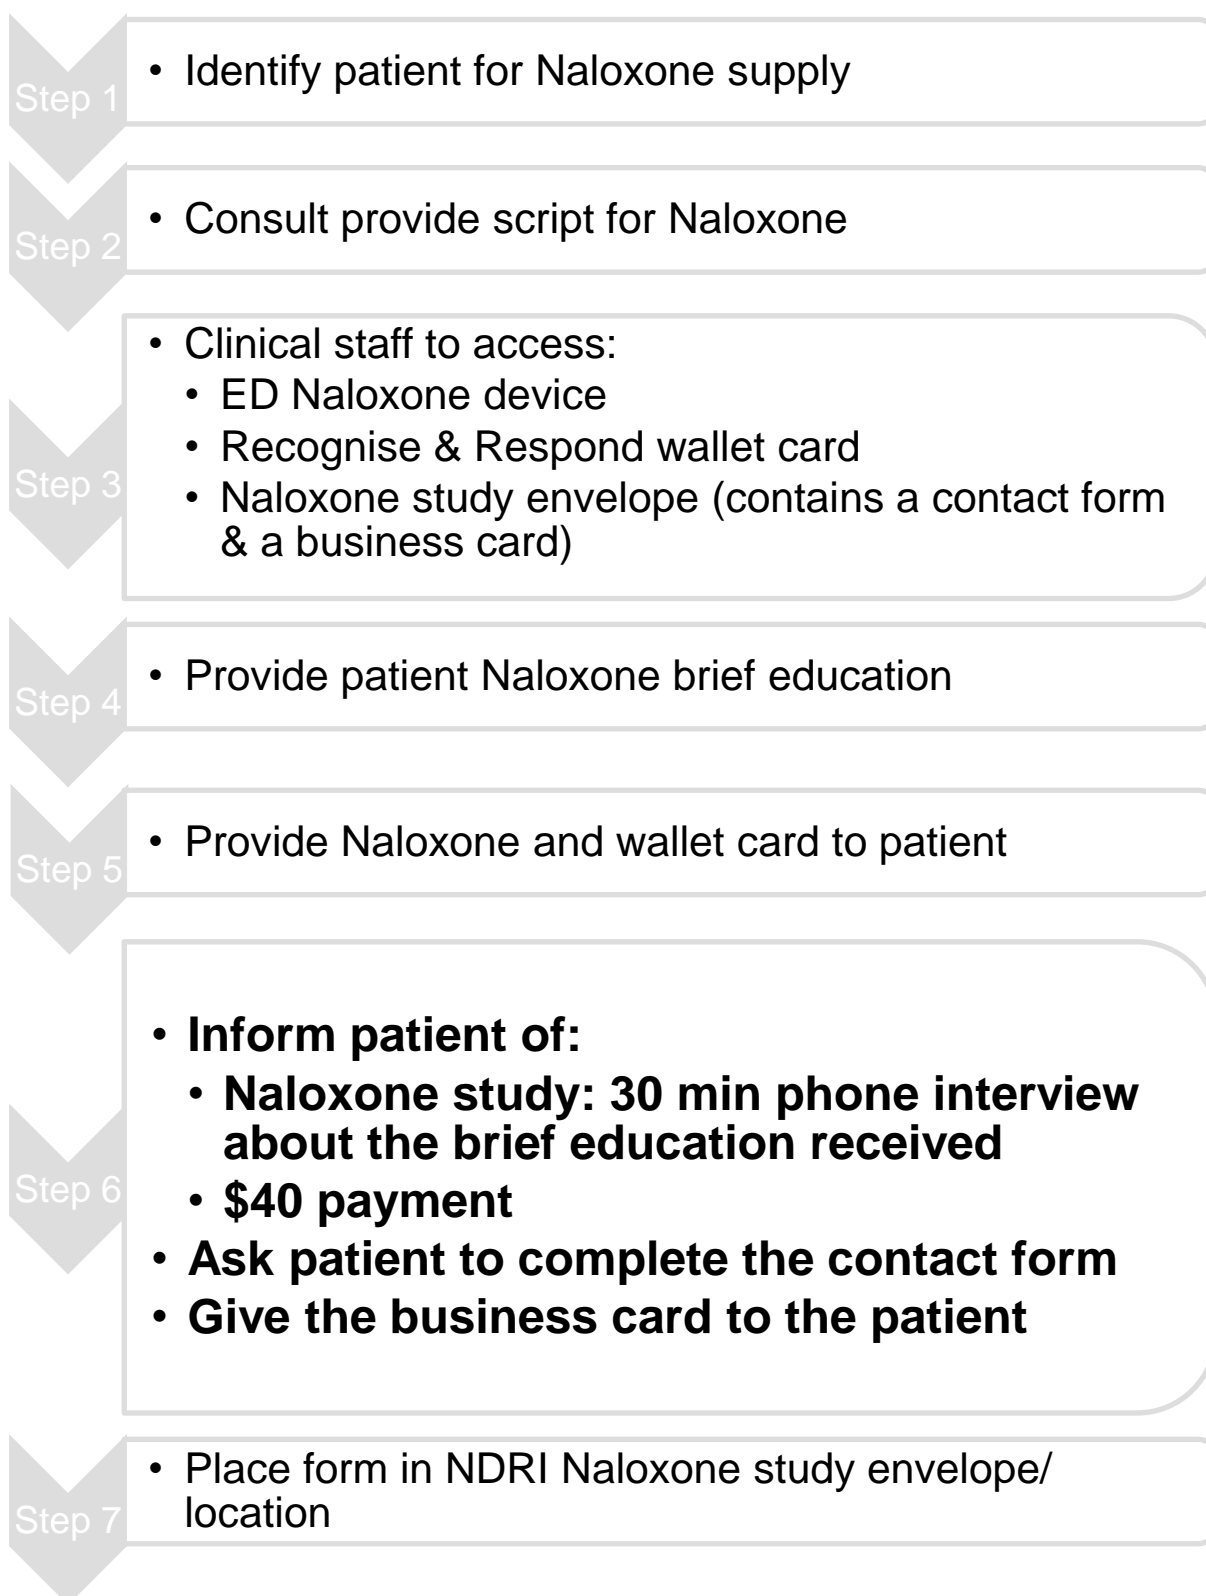 Step 1
• Identify patient for Naloxone supply
Step 2
• Consult provide script for Naloxone
Step 3
• Clinical staff to access:
• ED Naloxone device
• Recognise & Respond wallet card
• Naloxone study envelope (contains a contact form
& a business card)
Step 4
• Provide patient Naloxone brief education
Step 5
• Provide Naloxone and wallet card to patient
Step 6
• Inform patient of:
• Naloxone study: 30 min phone interview
about the brief education received
• $40 payment
• Ask patient to complete the contact form
• Give the business card to the patient
Step 7
• Place form in NDRI Naloxone study envelope/
location